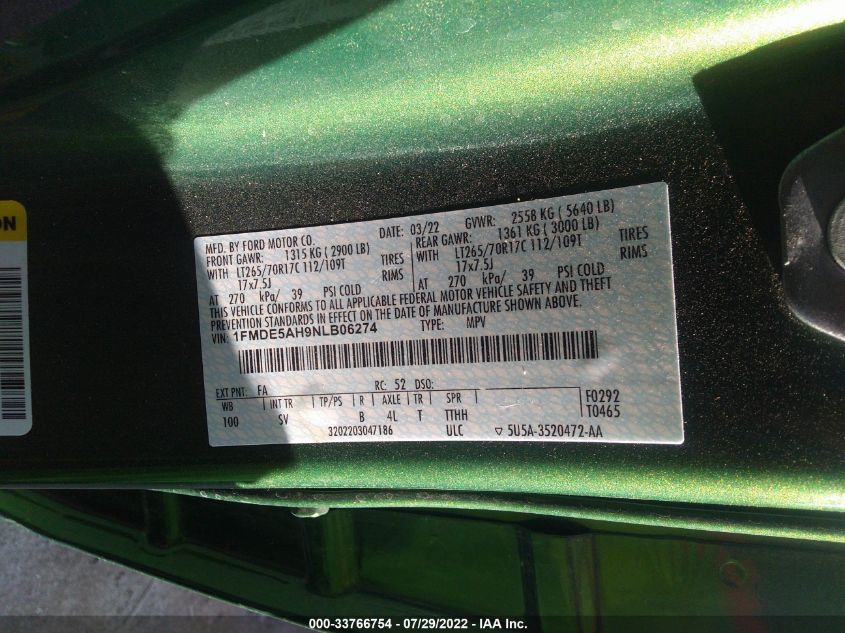 ON
MFD. BY FORD MOTOR CO. DATE: 03/22 GVWR: 2558 KG ( 5640 LB)
FRONT GAWR: 1315 KG ( 2900 LB) REAR GAWR: 1361 KG ( 3000 LB)
WITH LT265/70R17C 112/109T TIRES WITH LT265/70R17C 112/109T TIRES
17x7.5J RIMS 17x7.5J RIMS
AT 270 kPa/ 39 PSI COLD AT 270 kPa/ 39 PSI COLD
THIS VEHICLE CONFORMS TO ALL APPLICABLE FEDERAL MOTOR VEHICLE SAFETY AND THEFT
PREVENTION STANDARDS IN EFFECT ON THE DATE OF MANUFACTURE SHOWN ABOVE.
VIN: 1FMDE5AH9NLB06274 TYPE: MPV
EXT PNT: FA RC: 52 DSO:
WB INT TR TP/PS R AXLE TR SPR F0292
100 SV B 4L T TTHH T0465
3202203047186 ULC ▽ 5U5A-3520472-AA
000-33766754 - 07/29/2022 - IAA Inc.